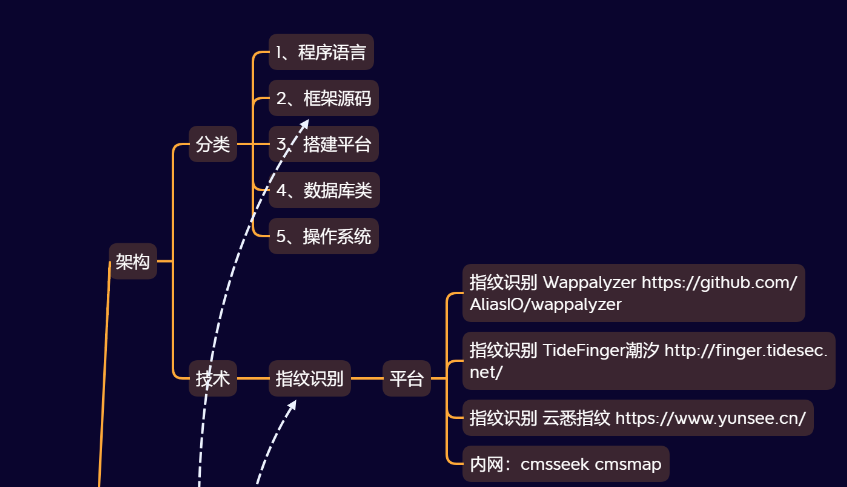 1、程序语言
2、框架源码
分类
3、搭建平台
4、数据库类
5、操作系统
架构
指纹识别 Wappalyzer https://github.com/
AliasIO/wappalyzer
指纹识别 TideFinger潮汐 http://finger.tidesec.
net/
技术
指纹识别
平台
指纹识别 云悉指纹 https://www.yunsee.cn/
内网：cmsseek cmsmap